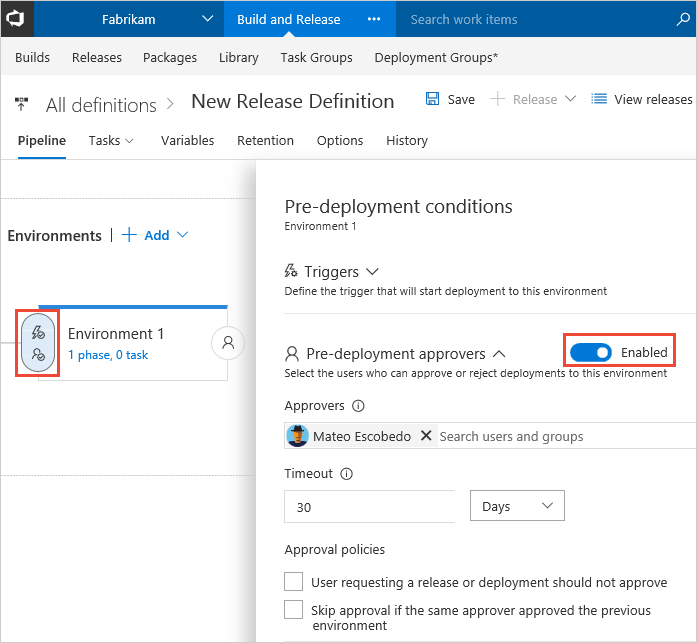 Fabrikam
Build and Release
Search work items
Builds Releases Packages Library Task Groups Deployment Groups*
All definitions > New Release Definition
Save Release View releases
Pipeline Tasks Variables Retention Options History
Environments | + Add
Environment 1
1 phase, 0 task
Pre-deployment conditions
Environment 1
Triggers
Define the trigger that will start deployment to this environment
Pre-deployment approvers
Enabled
Select the users who can approve or reject deployments to this environment
Approvers
Mateo Escobedo
Search users and groups
Timeout
30
Days
Approval policies
User requesting a release or deployment should not approve
Skip approval if the same approver approved the previous
environment